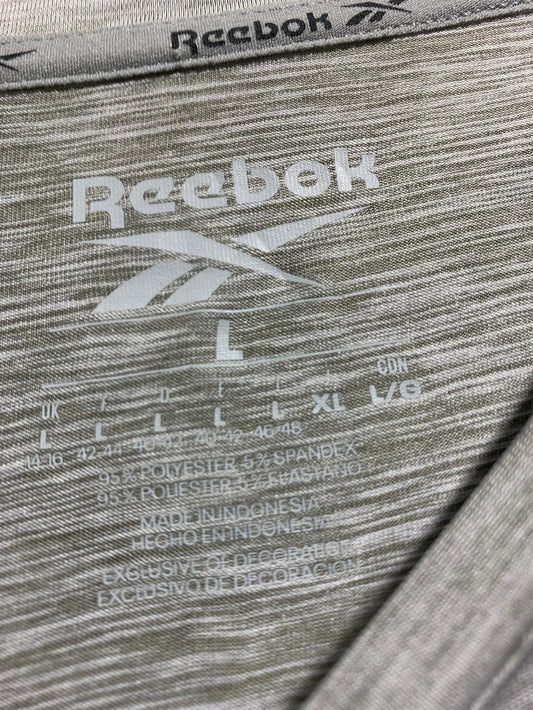 Reebok
Reebok
L
UK F D I E CDN
L L L L L XL L/G
14-16 42-44 40-42 40-42 46-48
95% POLYESTER 5% SPANDEX
95% POLIESTER 5% ELASTANO
MADE IN INDONESIA
HECHO EN INDONESIA
EXCLUSIVE OF DECORATION
EXCLUSIVO DE DECORACION